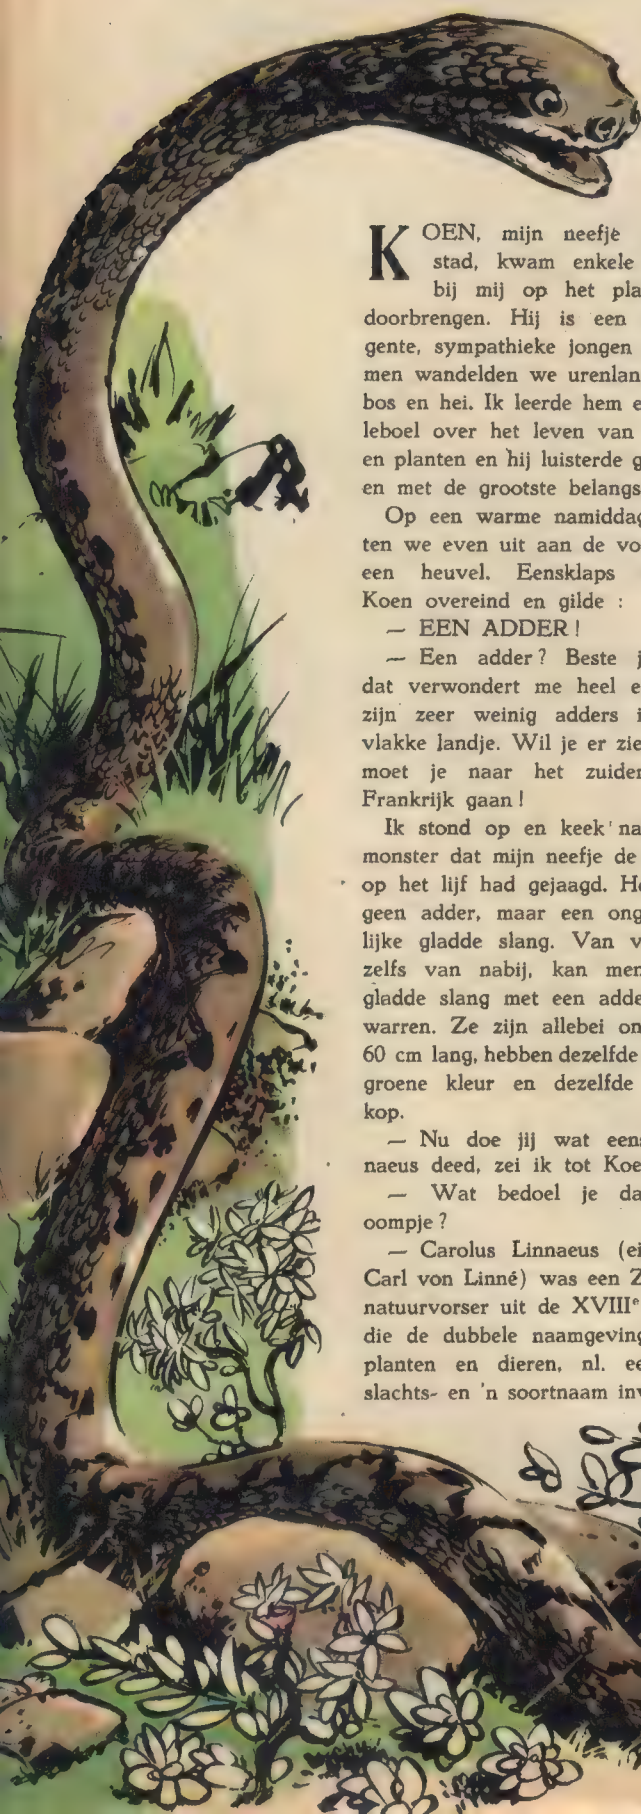 KOEN, mijn neefje
stad, kwam enkele
bij mij op het pla
doorbrengen. Hij is een
gente, sympathieke jongen
men wandelden we urenlan
bos en hei. Ik leerde hem e
leboel over het leven van
en planten en hij luisterde g
en met de grootste belangs
Op een warme namiddag
ten we even uit aan de vo
een heuvel. Eensklaps
Koen overeind en gilde :
— EEN ADDER !
— Een adder ? Beste j
dat verwondert me heel e
zijn zeer weinig adders i
vlakke landje. Wil je er zie
moet je naar het zuiden
Frankrijk gaan !
Ik stond op en keek na
monster dat mijn neefje de
op het lijf had gejaagd. He
geen adder, maar een ong
lijke gladde slang. Van v
zelfs van nabij, kan men
gladde slang met een adde
warren. Ze zijn allebei on
60 cm lang, hebben dezelfde
groene kleur en dezelfde
kop.
— Nu doe jij wat eens
naeus deed, zei ik tot Koe
— Wat bedoel je da
oompje ?
— Carolus Linnaeus (ei
Carl von Linné) was een Z
natuurvorser uit de XVIIIe
die de dubbele naamgeving
planten en dieren, nl. ee
slachts- en 'n soortnaam inv